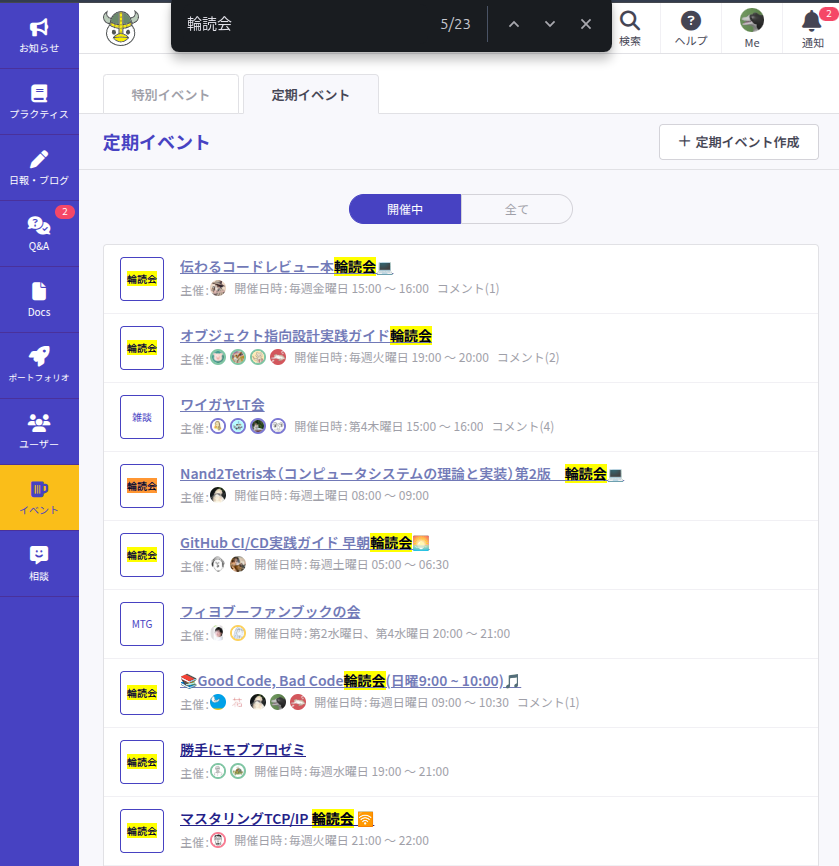 輪読会
5/23
お知らせ
プラクティス
日報・ブログ
2
Q&A
Docs
ポートフォリオ
ユーザー
イベント
相談
検索
ヘルプ
Me
2
通知
特別イベント
定期イベント
定期イベント
定期イベント作成
開催中
全て
輪読会
伝わるコードレビュー本輪読会💻
主催: 開催日時:毎週金曜日 15:00 〜 16:00 コメント(1)
輪読会
オブジェクト指向設計実践ガイド輪読会
主催: 開催日時:毎週火曜日 19:00 〜 20:00 コメント(2)
雑談
ワイガヤLT会
主催: 開催日時:第4木曜日 15:00 〜 16:00 コメント(4)
輪読会
Nand2Tetris本(コンピュータシステムの理論と実装)第2版 輪読会💻
主催: 開催日時:毎週土曜日 08:00 〜 09:00
輪読会
GitHub CI/CD実践ガイド 早朝輪読会🌅
主催: 開催日時:毎週土曜日 05:00 〜 06:30
MTG
フィヨブーファンブックの会
主催: 開催日時:第2水曜日、第4水曜日 20:00 〜 21:00
輪読会
📚Good Code, Bad Code輪読会(日曜9:00 ~ 10:00)🎵
主催: 開催日時:毎週日曜日 09:00 〜 10:30 コメント(1)
輪読会
勝手にモブプロゼミ
主催: 開催日時:毎週水曜日 19:00 〜 21:00
輪読会
マスタリングTCP/IP 輪読会🛜
主催: 開催日時:毎週火曜日 21:00 〜 22:00